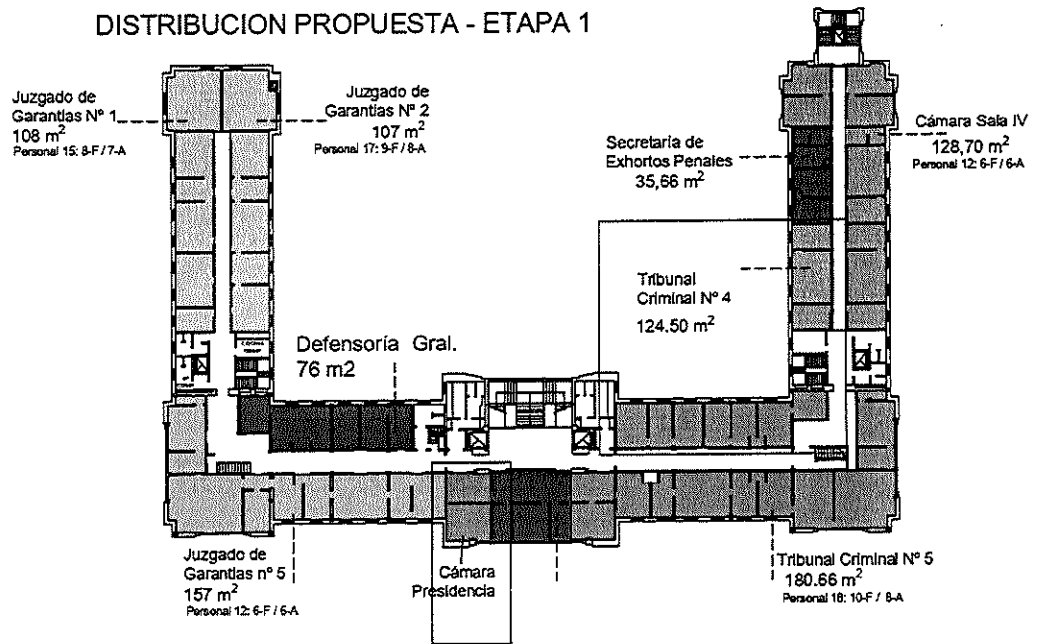 DISTRIBUCION PROPUESTA - ETAPA 1
Juzgado de
Garantías Nº 1
108 m²
Personal 15: 8-F / 7-A
Juzgado de
Garantías Nº 2
107 m²
Personal 17: 9-F / 8-A
Secretaría de
Exhortos Penales
35,66 m²
Cámara Sala IV
128,70 m²
Personal 12: 6-F / 6-A
Tribunal
Criminal Nº 4
124.50 m²
Defensoría Gral.
76 m2
Juzgado de
Garantías nº 5
157 m²
Personal 12: 6-F / 6-A
Cámara
Presidencia
Tribunal Criminal Nº 5
180.66 m²
Personal 18: 10-F / 8-A